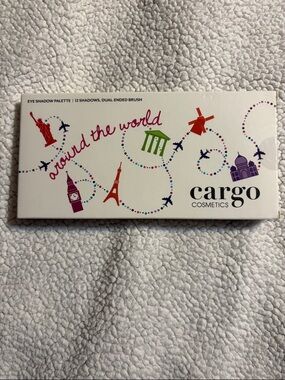 EYE SHADOW PALETTE | 12 SHADOWS, DUAL ENDED BRUSH
around the world
cargo
COSMETICS